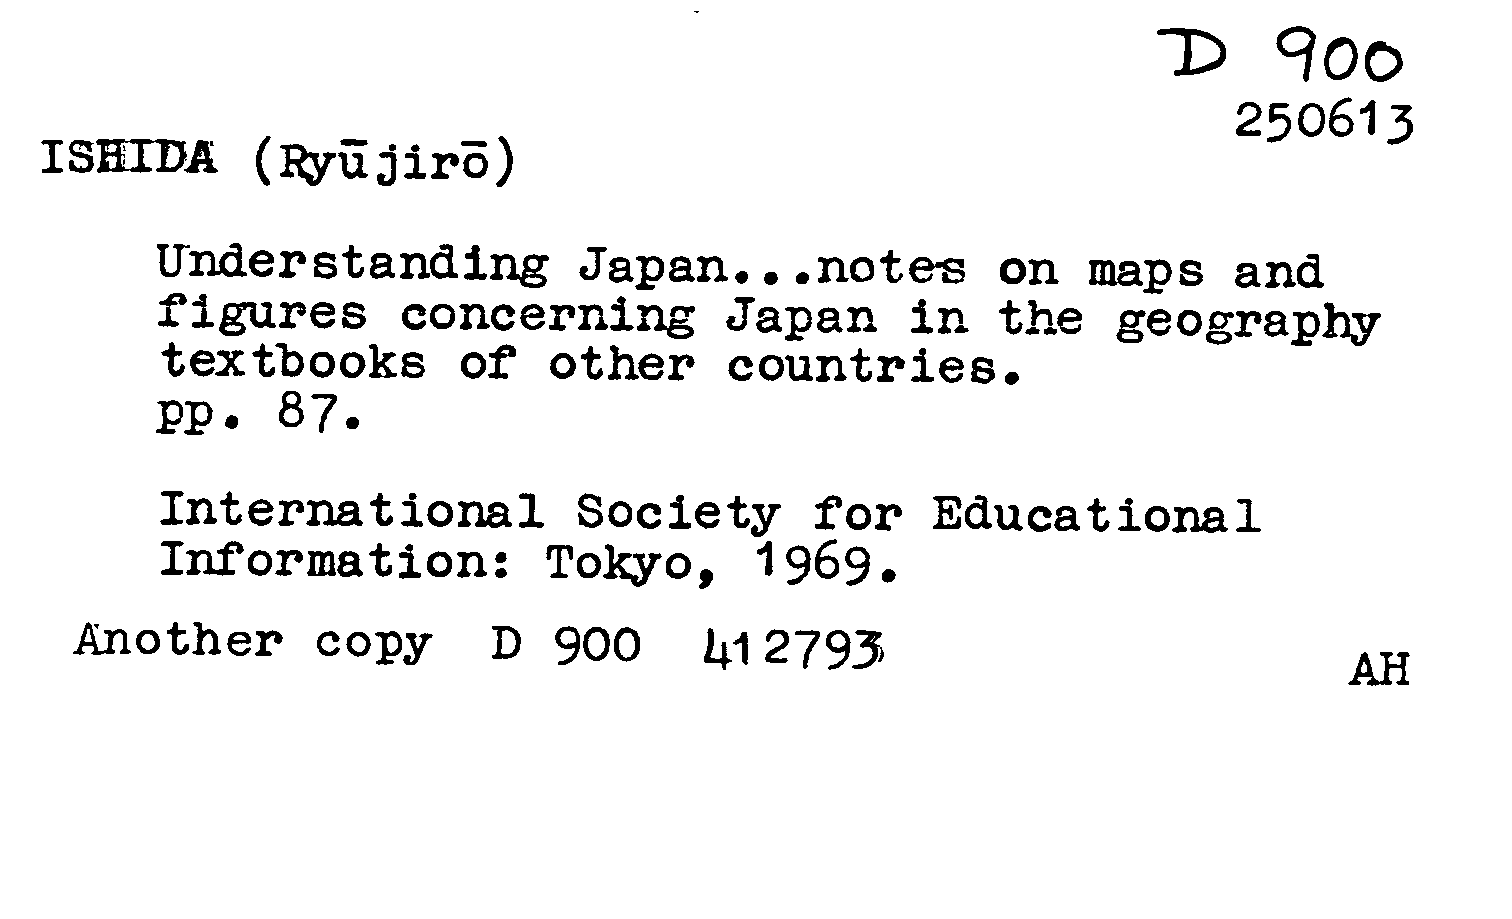 D 900
250613
ISHIDA (Ryūjirō)
Understanding Japan...notes on maps and
figures concerning Japan in the geography
textbooks of other countries.
pp. 87.
International Society for Educational
Information: Tokyo, 1969.
Another copy D 900 412793
AH